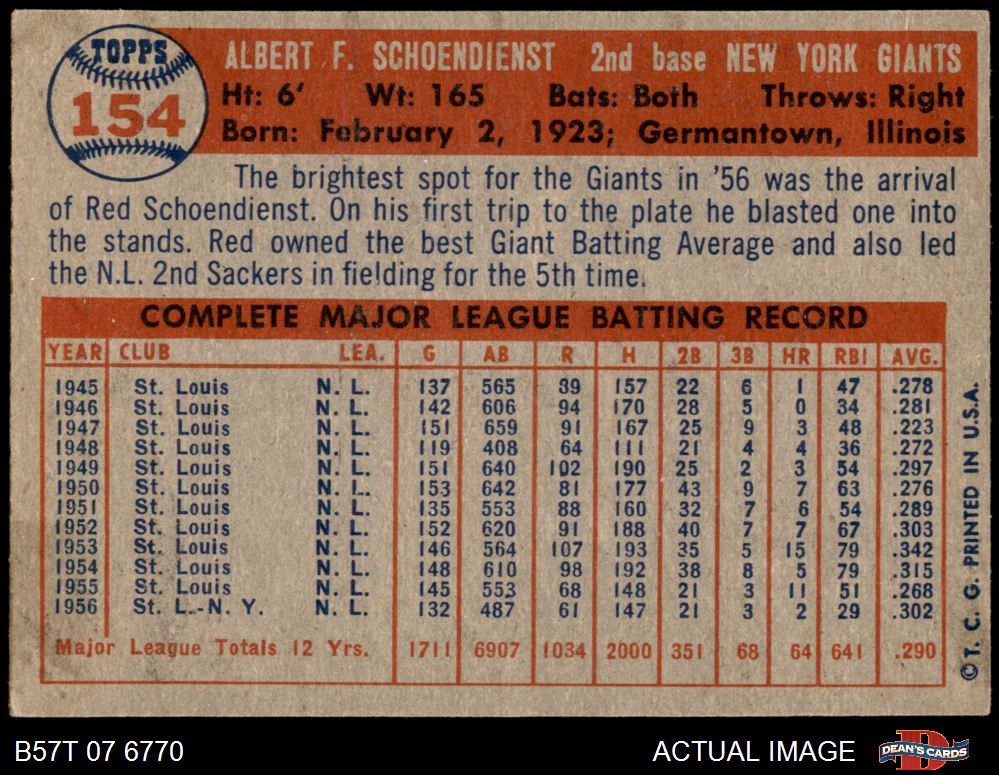 TOPPS
154
ALBERT F. SCHOENDIENST 2nd base NEW YORK GIANTS
Ht: 6' Wt: 165 Bats: Both Throws: Right
Born: February 2, 1923; Germantown, Illinois
The brightest spot for the Giants in '56 was the arrival
of Red Schoendienst. On his first trip to the plate he blasted one into
the stands. Red owned the best Giant Batting Average and also led
the N.L. 2nd Sackers in fielding for the 5th time.
COMPLETE MAJOR LEAGUE BATTING RECORD
YEAR CLUB LEA. G AB R H 2B 3B HR RBI AVG.
1945 St. Louis N. L. 137 565 39 157 22 6 1 47 .278
1946 St. Louis N. L. 142 606 94 170 28 5 0 34 .281
1947 St. Louis N. L. 151 659 91 167 25 9 3 48 .223
1948 St. Louis N. L. 119 408 64 111 21 4 4 36 .272
1949 St. Louis N. L. 151 640 102 190 25 2 3 54 .297
1950 St. Louis N. L. 153 642 81 177 43 9 7 63 .276
1951 St. Louis N. L. 135 553 88 160 32 7 6 54 .289
1952 St. Louis N. L. 152 620 91 188 40 7 7 67 .303
1953 St. Louis N. L. 146 564 107 193 35 5 15 79 .342
1954 St. Louis N. L. 148 610 98 192 38 8 5 79 .315
1955 St. Louis N. L. 145 553 68 148 21 3 11 51 .268
1956 St. L.-N. Y. N. L. 132 487 61 147 21 3 2 29 .302
Major League Totals 12 Yrs. 1711 6907 1034 2000 351 68 64 641 .290
©T. C. G. PRINTED IN U.S.A.
B57T 07 6770 ACTUAL IMAGE
D
DEAN'S CARDS